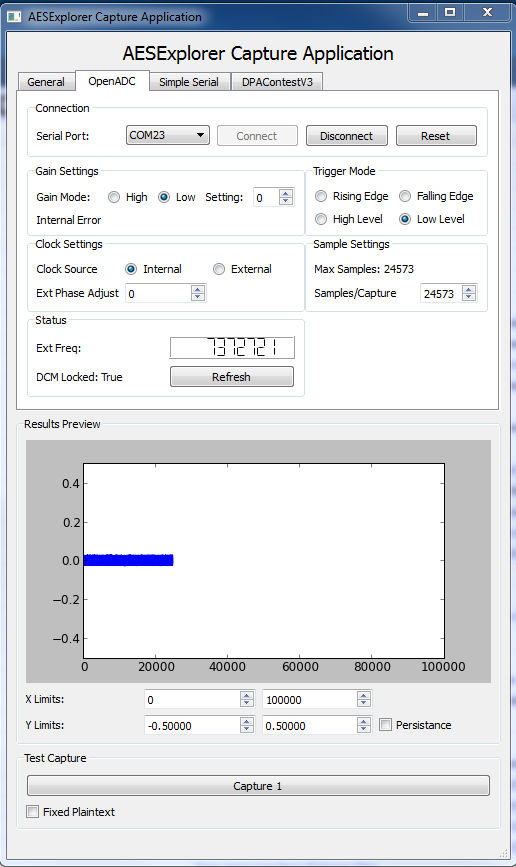 AESExplorer Capture Application
AESExplorer Capture Application
General OpenADC Simple Serial DPAContestV3
Connection
Serial Port: COM23 Connect Disconnect Reset
Gain Settings
Gain Mode: High Low Setting: 0
Internal Error
Trigger Mode
Rising Edge Falling Edge
High Level Low Level
Clock Settings
Clock Source Internal External
Ext Phase Adjust 0
Sample Settings
Max Samples: 24573
Samples/Capture 24573
Status
Ext Freq: 7372721
DCM Locked: True Refresh
Results Preview
0.4
0.2
0.0
−0.2
−0.4
0 20000 40000 60000 80000 100000
X Limits: 0 100000
Y Limits: -0.50000 0.50000 Persistance
Test Capture
Capture 1
Fixed Plaintext